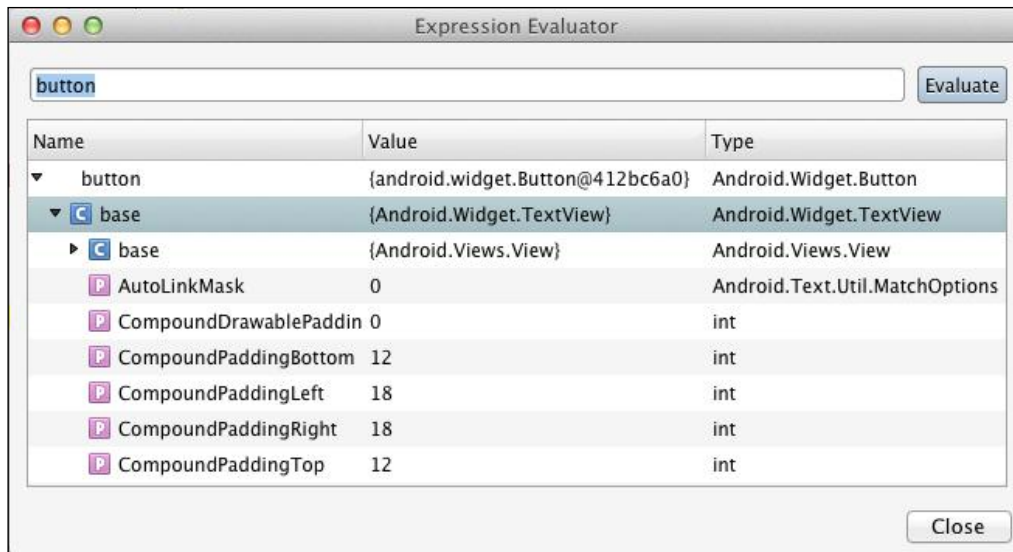 Expression Evaluator
button Evaluate
Name Value Type
button {android.widget.Button@412bc6a0} Android.Widget.Button
C base {Android.Widget.TextView} Android.Widget.TextView
C base {Android.Views.View} Android.Views.View
P AutoLinkMask 0 Android.Text.Util.MatchOptions
P CompoundDrawablePaddin 0 int
P CompoundPaddingBottom 12 int
P CompoundPaddingLeft 18 int
P CompoundPaddingRight 18 int
P CompoundPaddingTop 12 int
Close